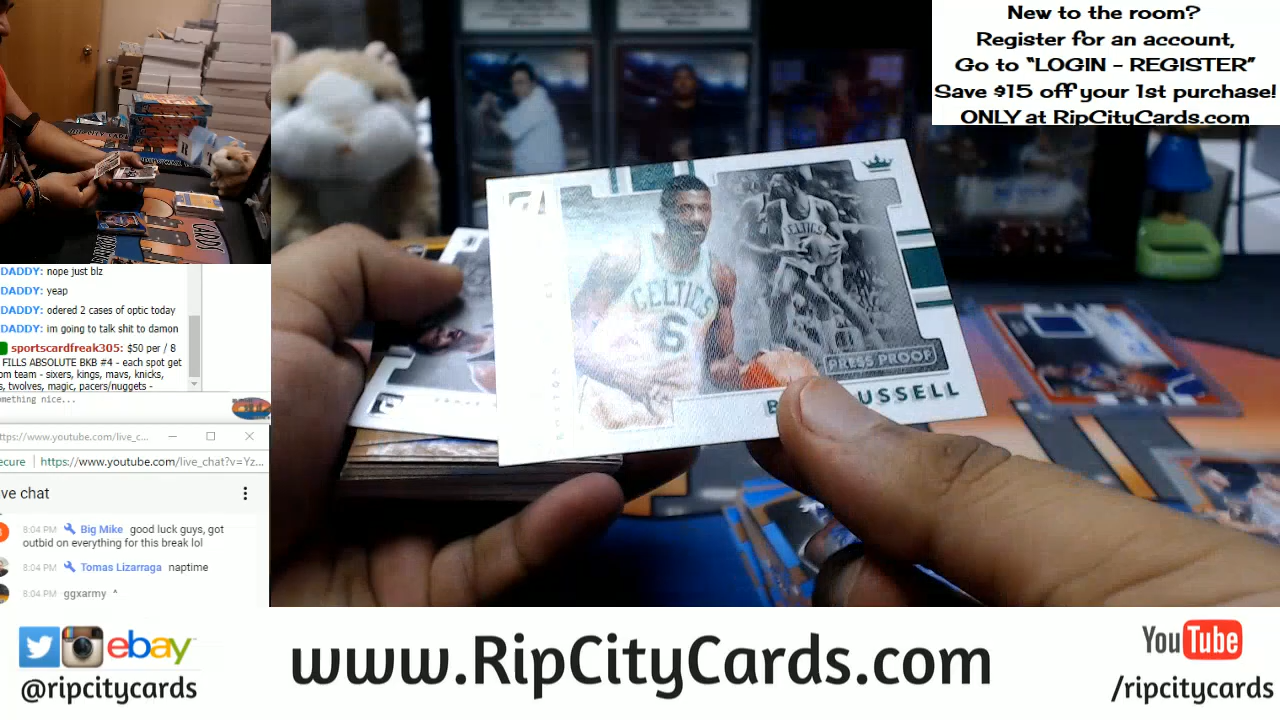 New to the room?
Register for an account,
Go to “LOGIN - REGISTER”
Save $15 off your 1st purchase!
ONLY at RipCityCards.com
CELTICS
6
CELTICS
PRESS PROOF
USSELL
DADDY: nope just blz
DADDY: yeap
DADDY: odered 2 cases of optic today
DADDY: im going to talk shit to damon
sportscardfreak305: $50 per / 8
FILLS ABSOLUTE BKB #4 - each spot get
om team - sixers, kings, mavs, knicks,
s, twolves, magic, pacers/nuggets -
omething nice...
ttps://www.youtube.com/live_c...
ecure https://www.youtube.com/live_chat?v=Yz...
ve chat
8:04 PM Big Mike good luck guys, got
outbid on everything for this break lol
8:04 PM Tomas Lizarraga naptime
8:04 PM ggxarmy ^
ebay
@ripcitycards
www.RipCityCards.com
YouTube
/ripcitycards